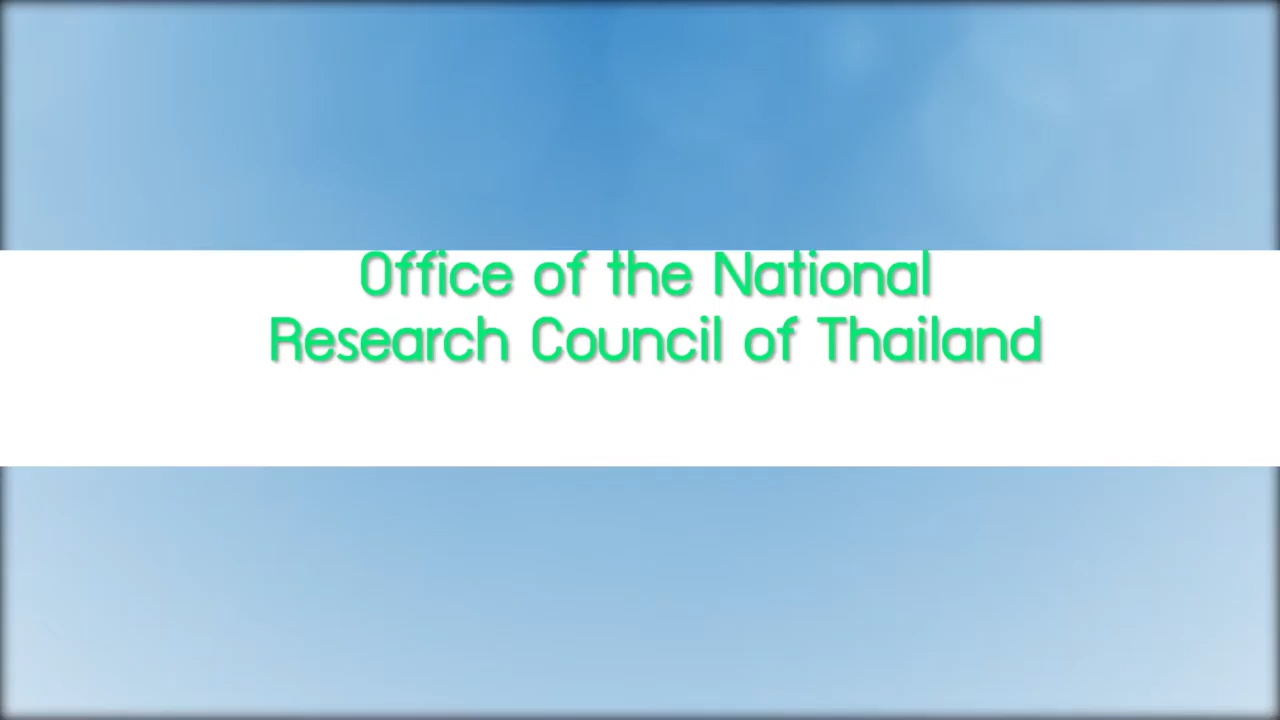 Office of the National
Research Council of Thailand